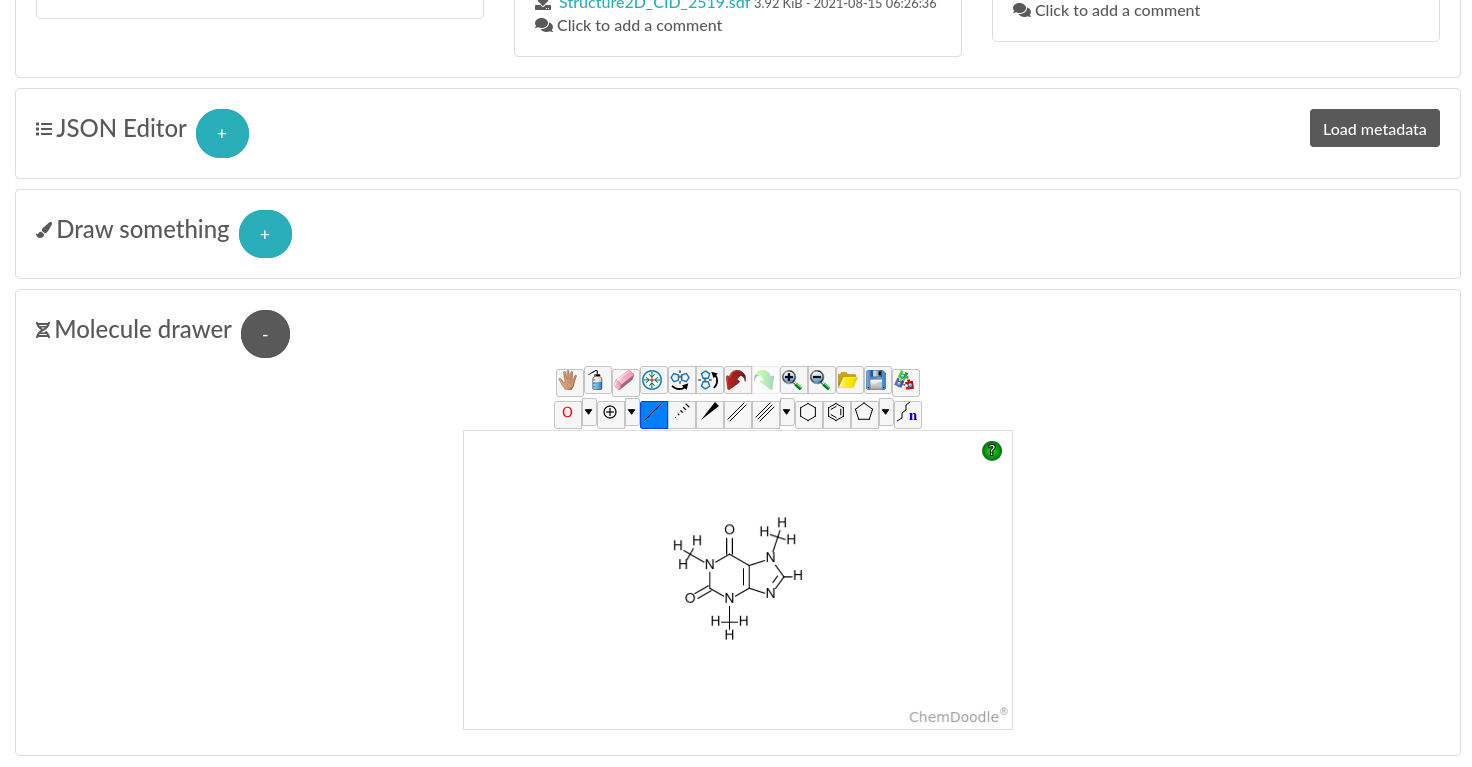 Structure2D_CID_2519.sdf 3.92 KiB - 2021-08-15 06:26:36
Click to add a comment
Click to add a comment
JSON Editor +
Load metadata
Draw something +
Molecule drawer -
O n
?
H
O H H
H H H
H N N
N H
O N N
H H
H
ChemDoodle®